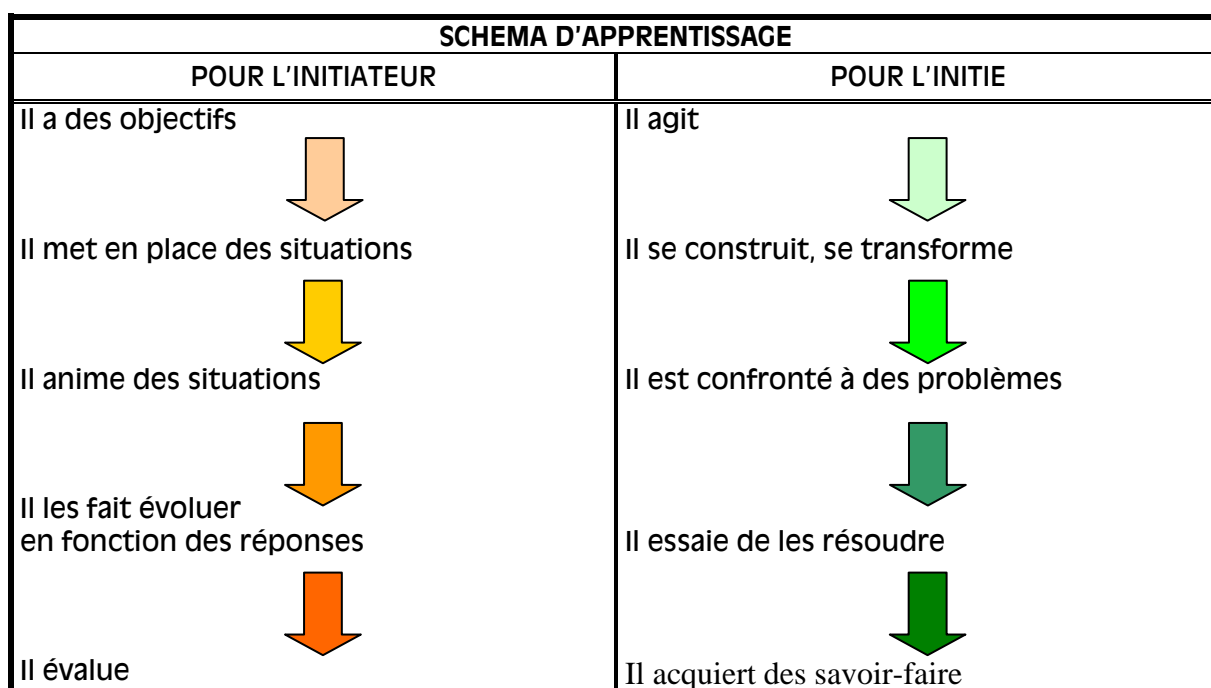 SCHEMA D'APPRENTISSAGE
POUR L'INITIATEUR
POUR L'INITIE
Il a des objectifs
Il agit
Il met en place des situations
Il se construit, se transforme
Il anime des situations
Il est confronté à des problèmes
Il les fait évoluer
en fonction des réponses
Il essaie de les résoudre
Il évalue
Il acquiert des savoir-faire